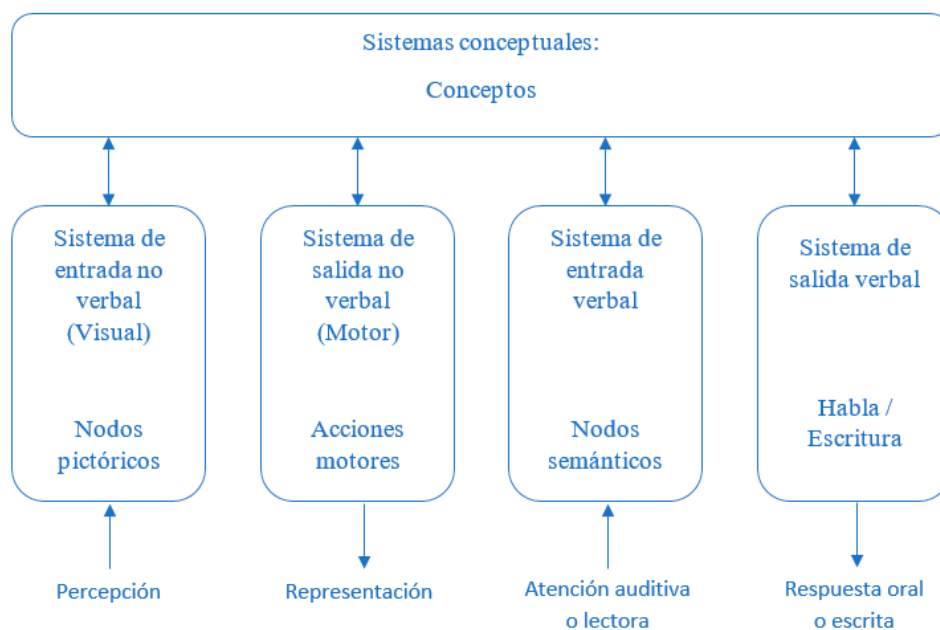 Sistemas conceptuales:
Conceptos
Sistema de
entrada no
verbal
(Visual)
Nodos
pictóricos
Sistema de
salida no
verbal
(Motor)
Acciones
motores
Sistema de
entrada
verbal
Nodos
semánticos
Sistema de
salida verbal
Habla /
Escritura
Percepción
Representación
Atención auditiva
o lectora
Respuesta oral
o escrita